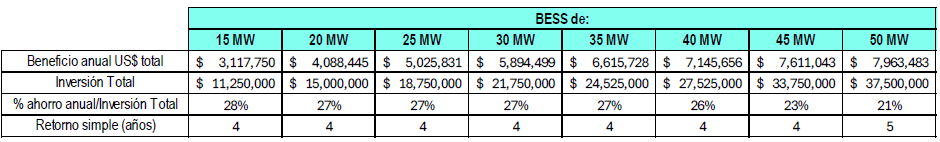 BESS de:
15 MW 20 MW 25 MW 30 MW 35 MW 40 MW 45 MW 50 MW
Beneficio anual US$ total $ 3,117,750 $ 4,088,445 $ 5,025,831 $ 5,894,499 $ 6,615,728 $ 7,145,656 $ 7,611,043 $ 7,963,483
Inversión Total $ 11,250,000 $ 15,000,000 $ 18,750,000 $ 21,750,000 $ 24,525,000 $ 27,525,000 $ 33,750,000 $ 37,500,000
% ahorro anual/Inversión Total 28% 27% 27% 27% 27% 26% 23% 21%
Retorno simple (años) 4 4 4 4 4 4 4 5